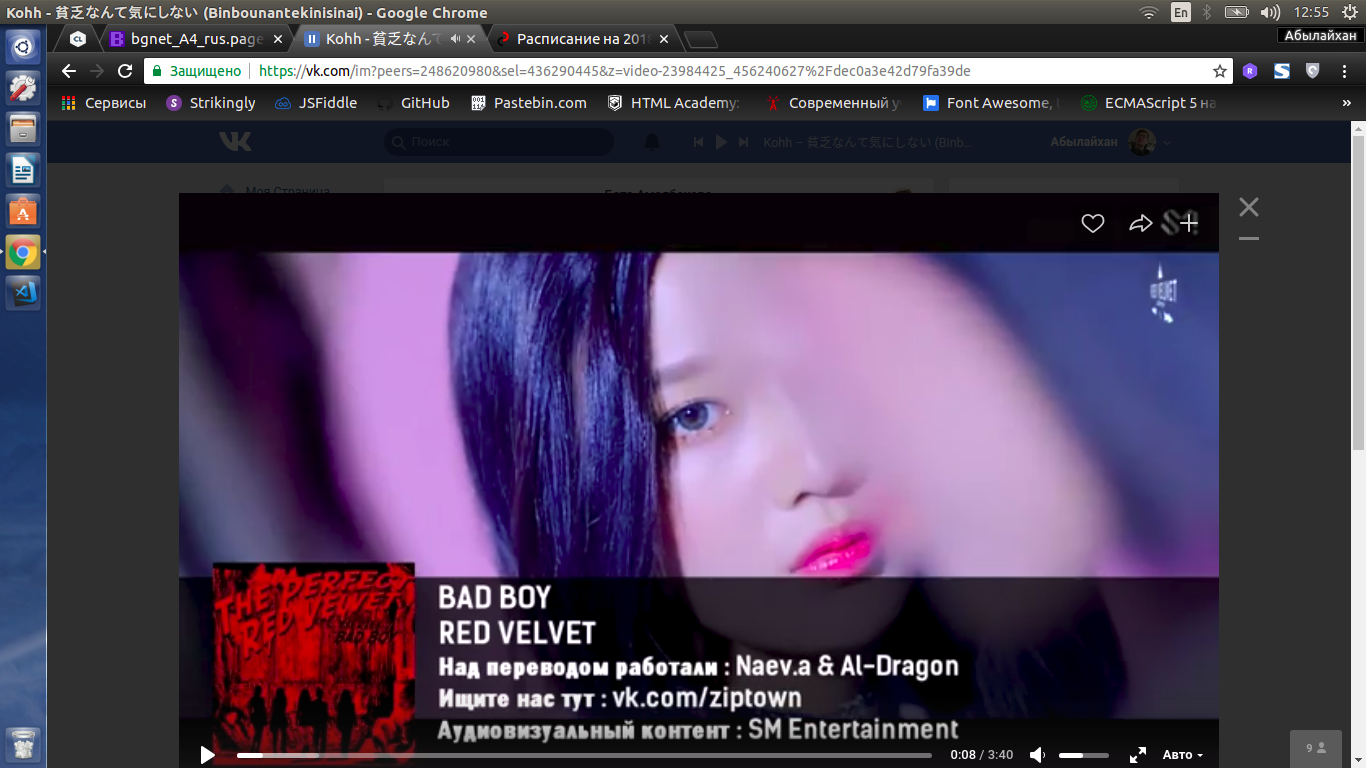 Kohh - 貧乏なんて気にしない (Binbounantekinisinai) - Google Chrome
En
12:55
CL
bgnet_A4_rus.page
Kohh - 貧乏なんて
Расписание на 2018
Абылайхан
Защищено
https://vk.com/im?peers=248620980&sel=436290445&z=video-23984425_456240627%2Fdec0a3e42d79fa39de
Сервисы
Strikingly
JSFiddle
GitHub
Pastebin.com
HTML Academy:
Современный у
Font Awesome,
ECMAScript 5 на
»
Поиск
Kohh – 貧乏なんて気にしない (Binb...
Абылайхан
Моя Страница
RED VELVET
THE PERFECT
RED VELVET
BAD BOY
BAD BOY
RED VELVET
Над переводом работали : Naev.a & Al-Dragon
Ищите нас тут : vk.com/ziptown
Аудиовизуальный контент : SM Entertainment
0:08 / 3:40
Авто
9